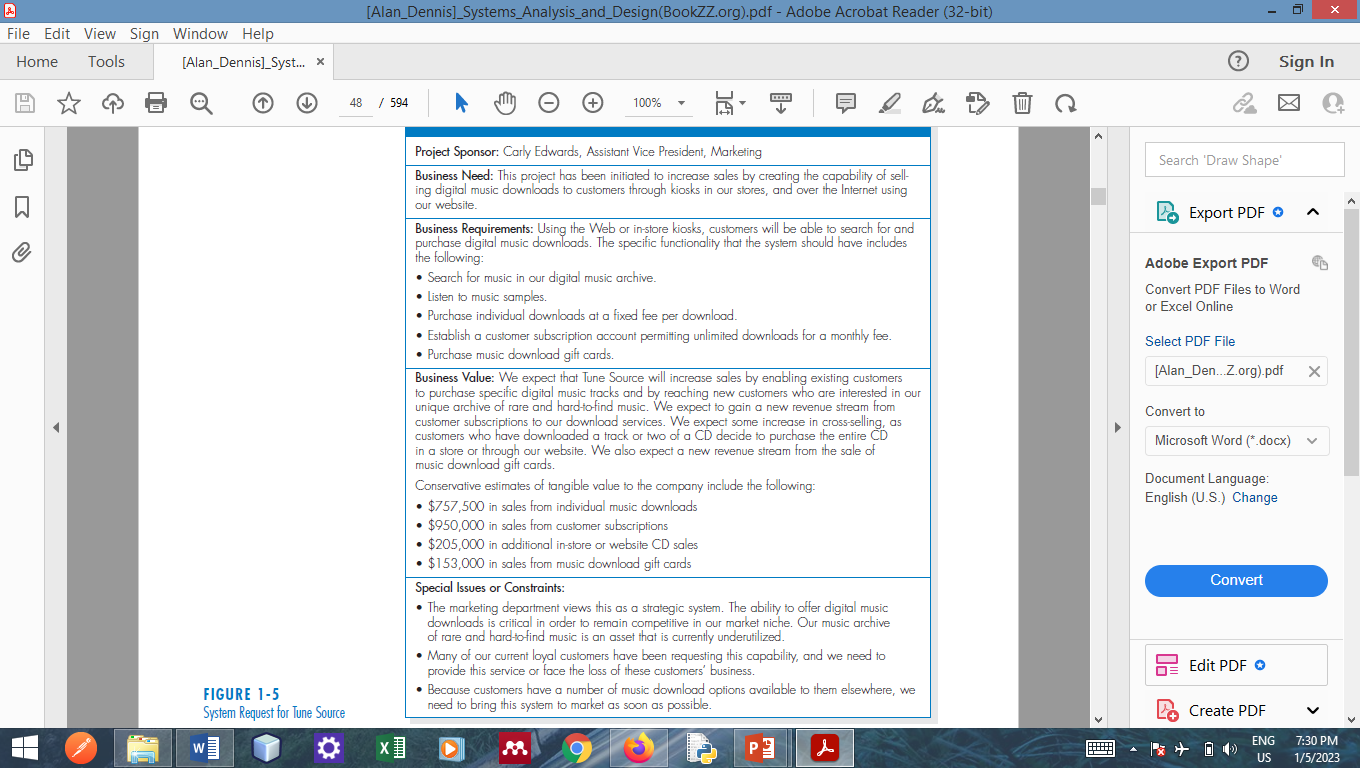 [Alan_Dennis]_Systems_Analysis_and_Design(BookZZ.org).pdf - Adobe Acrobat Reader (32-bit)
File Edit View Sign Window Help
Home Tools [Alan_Dennis]_Syst... × Sign In
48 / 594 100%
Project Sponsor: Carly Edwards, Assistant Vice President, Marketing
Business Need: This project has been initiated to increase sales by creating the capability of sell-
ing digital music downloads to customers through kiosks in our stores, and over the Internet using
our website.
Business Requirements: Using the Web or in-store kiosks, customers will be able to search for and
purchase digital music downloads. The specific functionality that the system should have includes
the following:
• Search for music in our digital music archive.
• Listen to music samples.
• Purchase individual downloads at a fixed fee per download.
• Establish a customer subscription account permitting unlimited downloads for a monthly fee.
• Purchase music download gift cards.
Business Value: We expect that Tune Source will increase sales by enabling existing customers
to purchase specific digital music tracks and by reaching new customers who are interested in our
unique archive of rare and hard-to-find music. We expect to gain a new revenue stream from
customer subscriptions to our download services. We expect some increase in cross-selling, as
customers who have downloaded a track or two of a CD decide to purchase the entire CD
in a store or through our website. We also expect a new revenue stream from the sale of
music download gift cards.
Conservative estimates of tangible value to the company include the following:
• $757,500 in sales from individual music downloads
• $950,000 in sales from customer subscriptions
• $205,000 in additional in-store or website CD sales
• $153,000 in sales from music download gift cards
Special Issues or Constraints:
• The marketing department views this as a strategic system. The ability to offer digital music
downloads is critical in order to remain competitive in our market niche. Our music archive
of rare and hard-to-find music is an asset that is currently underutilized.
• Many of our current loyal customers have been requesting this capability, and we need to
provide this service or face the loss of these customers' business.
• Because customers have a number of music download options available to them elsewhere, we
need to bring this system to market as soon as possible.
FIGURE 1-5
System Request for Tune Source
Search 'Draw Shape'
Export PDF
Adobe Export PDF
Convert PDF Files to Word
or Excel Online
Select PDF File
[Alan_Den...Z.org).pdf
Convert to
Microsoft Word (*.docx)
Document Language:
English (U.S.) Change
Convert
Edit PDF
Create PDF
ENG
US
7:30 PM
1/5/2023